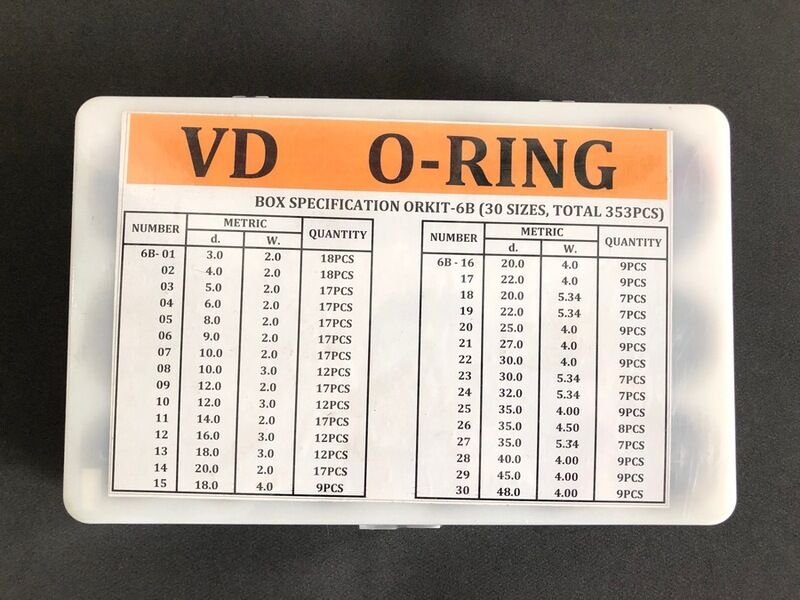 VD O-RING
BOX SPECIFICATION ORKIT-6B (30 SIZES, TOTAL 353PCS)
NUMBER METRIC QUANTITY
d. W.
6B- 01 3.0 2.0 18PCS
02 4.0 2.0 18PCS
03 5.0 2.0 17PCS
04 6.0 2.0 17PCS
05 8.0 2.0 17PCS
06 9.0 2.0 17PCS
07 10.0 2.0 17PCS
08 10.0 3.0 12PCS
09 12.0 2.0 17PCS
10 12.0 3.0 12PCS
11 14.0 2.0 17PCS
12 16.0 3.0 12PCS
13 18.0 3.0 12PCS
14 20.0 2.0 17PCS
15 18.0 4.0 9PCS
NUMBER METRIC QUANTITY
d. W.
6B - 16 20.0 4.0 9PCS
17 22.0 4.0 9PCS
18 20.0 5.34 7PCS
19 22.0 5.34 7PCS
20 25.0 4.0 9PCS
21 27.0 4.0 9PCS
22 30.0 4.0 9PCS
23 30.0 5.34 7PCS
24 32.0 5.34 7PCS
25 35.0 4.00 9PCS
26 35.0 4.50 8PCS
27 35.0 5.34 7PCS
28 40.0 4.00 9PCS
29 45.0 4.00 9PCS
30 48.0 4.00 9PCS